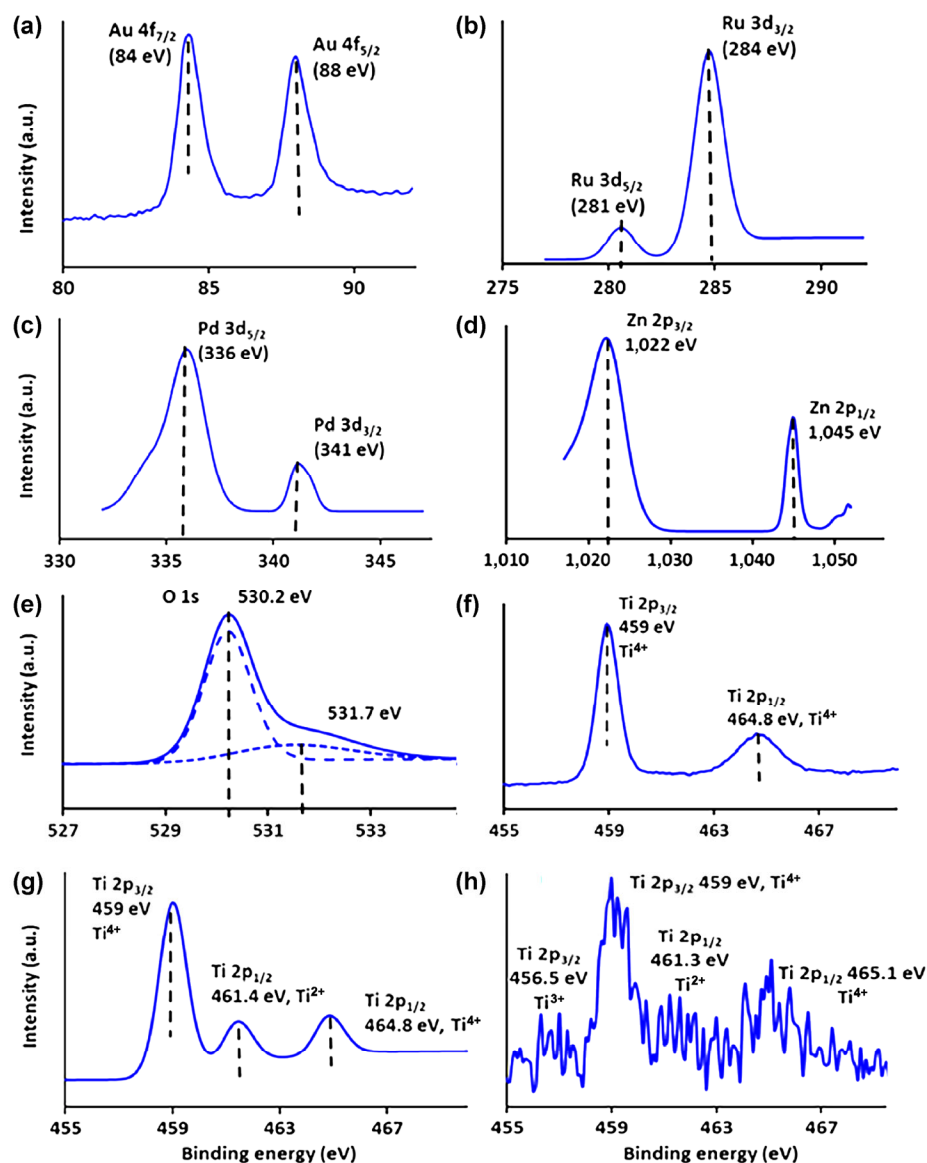 (a)
Au 4f7/2
(84 eV)
Au 4f5/2
(88 eV)
Intensity (a.u.)
80 85 90
(b)
Ru 3d3/2
(284 eV)
Ru 3d5/2
(281 eV)
275 280 285 290
(c)
Pd 3d5/2
(336 eV)
Pd 3d3/2
(341 eV)
Intensity (a.u.)
330 335 340 345
(d)
Zn 2p3/2
1,022 eV
Zn 2p1/2
1,045 eV
1,010 1,020 1,030 1,040 1,050
(e)
O 1s 530.2 eV
531.7 eV
Intensity (a.u.)
527 529 531 533
(f)
Ti 2p3/2
459 eV
Ti4+
Ti 2p1/2
464.8 eV, Ti4+
455 459 463 467
(g)
Ti 2p3/2
459 eV
Ti4+
Ti 2p1/2
461.4 eV, Ti2+
Ti 2p1/2
464.8 eV, Ti4+
Intensity (a.u.)
455 459 463 467
Binding energy (eV)
(h)
Ti 2p3/2 459 eV, Ti4+
Ti 2p3/2
456.5 eV
Ti3+
Ti 2p1/2
461.3 eV
Ti2+
Ti 2p1/2 465.1 eV
Ti4+
455 459 463 467
Binding energy (eV)